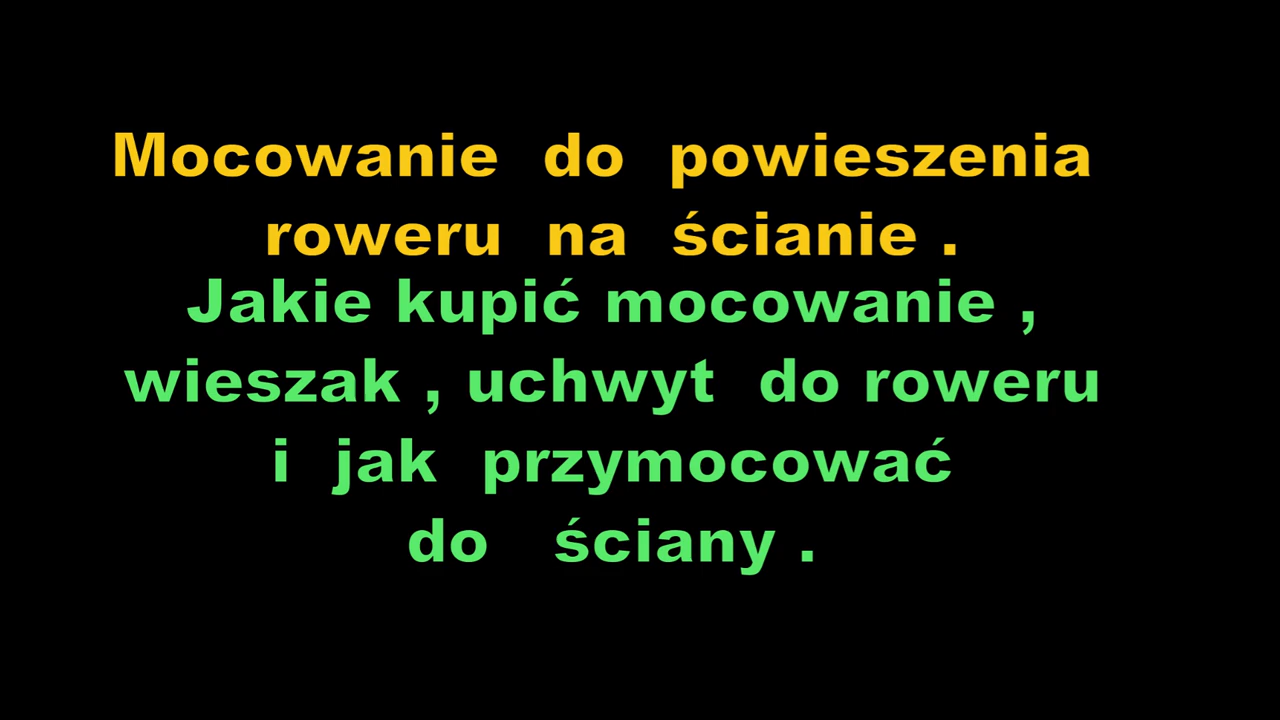 Mocowanie do powieszenia
roweru na ścianie .
Jakie kupić mocowanie ,
wieszak , uchwyt do roweru
i jak przymocować
do ściany .